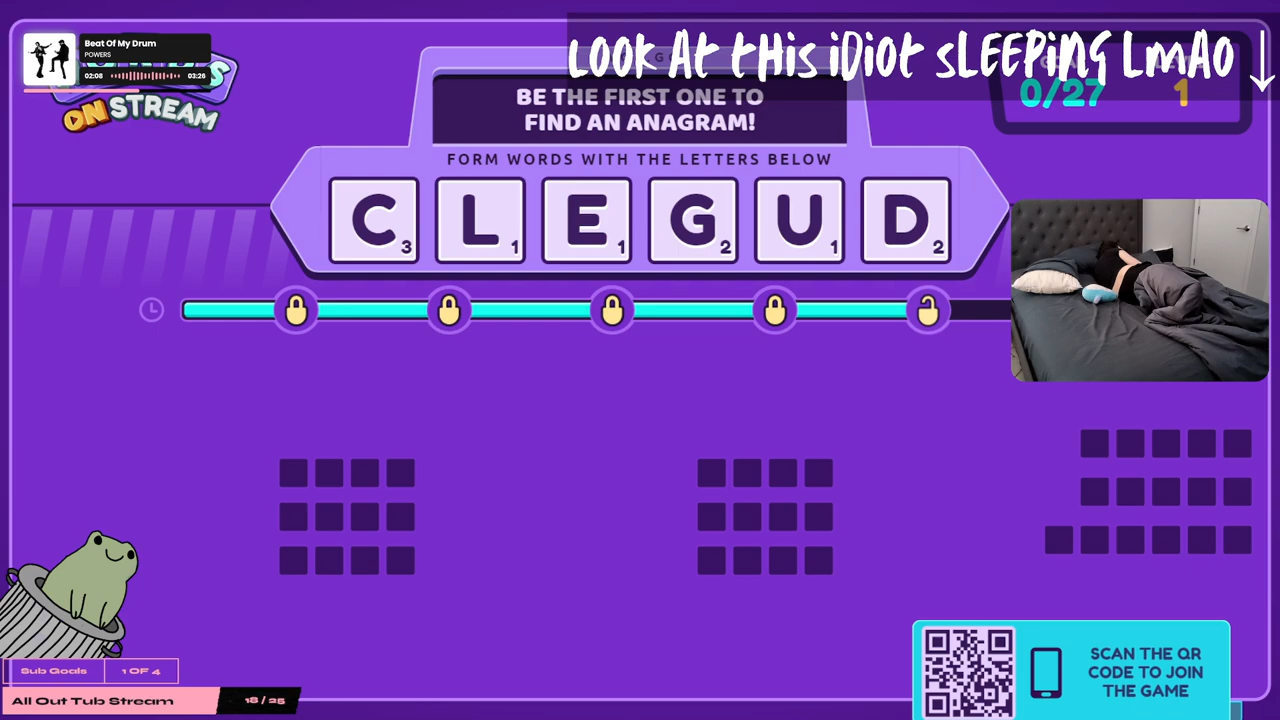 Beat Of My Drum
POWERS
02:08
03:26
ON STREAM
LOOK At tHis iDiOt sLEEPiNG LmAO
0/27
1
BE THE FIRST ONE TO
FIND AN ANAGRAM!
FORM WORDS WITH THE LETTERS BELOW
C3 L1 E1 G2 U1 D2
Sub Goals 1 OF 4
All Out Tub Stream 18 / 25
SCAN THE QR
CODE TO JOIN
THE GAME